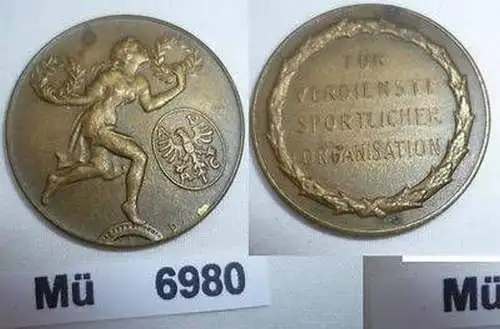 FÜR
VERDIENSTE
SPORTLICHER
ORGANISATION
Mü 6980
Mü